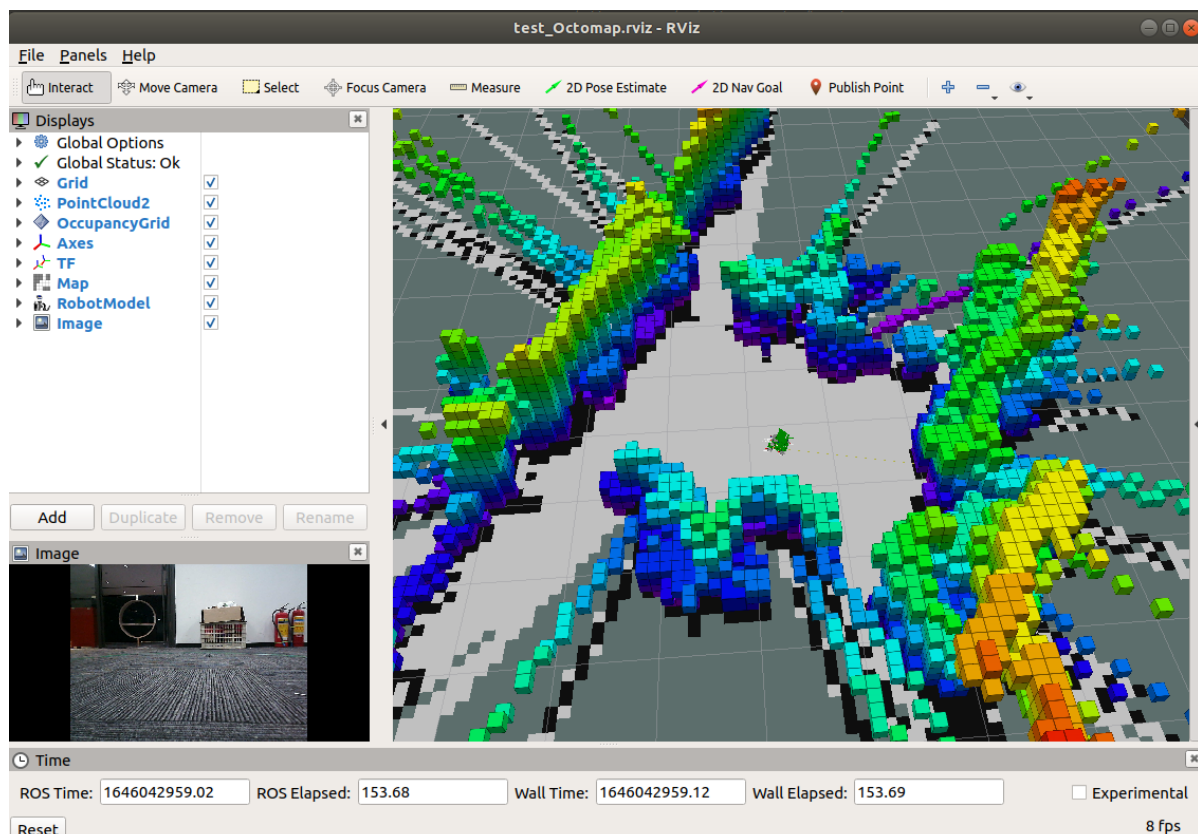 test_Octomap.rviz - RViz
File Panels Help
Interact Move Camera Select Focus Camera Measure 2D Pose Estimate 2D Nav Goal Publish Point
Displays
Global Options
Global Status: Ok
Grid
PointCloud2
OccupancyGrid
Axes
TF
Map
RobotModel
Image
Add Duplicate Remove Rename
Image
Time
ROS Time: 1646042959.02 ROS Elapsed: 153.68 Wall Time: 1646042959.12 Wall Elapsed: 153.69 Experimental
Reset 8 fps